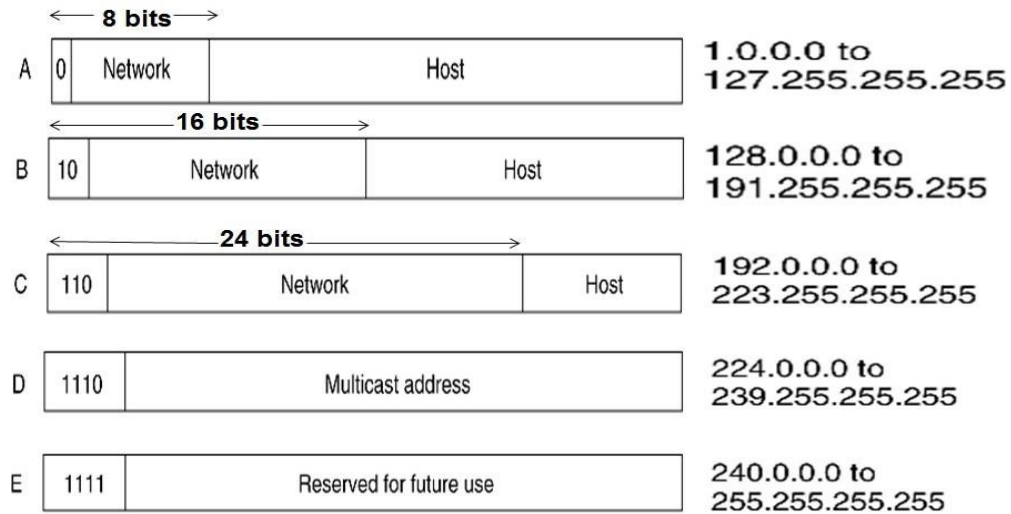 8 bits
A 0 Network Host 1.0.0.0 to
127.255.255.255
16 bits
B 10 Network Host 128.0.0.0 to
191.255.255.255
24 bits
C 110 Network Host 192.0.0.0 to
223.255.255.255
D 1110 Multicast address 224.0.0.0 to
239.255.255.255
E 1111 Reserved for future use 240.0.0.0 to
255.255.255.255